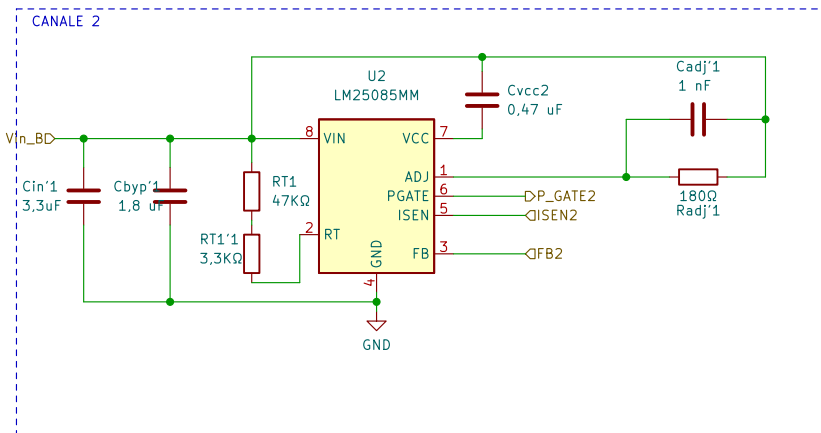 CANALE 2
U2
LM25085MM
Cadj'1
1 nF
Cvcc2
0,47 uF
Vin_B
8
VIN
VCC
7
Cin'1
3,3uF
Cbyp'1
1,8 uF
RT1
47KΩ
ADJ
1
PGATE
6
P_GATE2
180Ω
Radj'1
ISEN
5
ISEN2
RT1'1
3,3KΩ
2
RT
GND
FB
3
FB2
4
GND